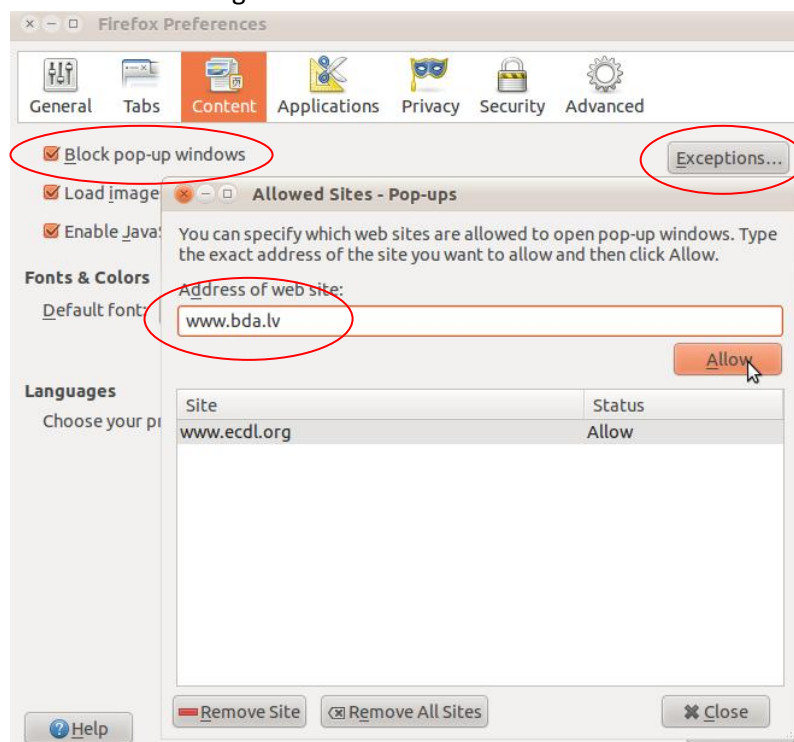 Firefox Preferences
General Tabs Content Applications Privacy Security Advanced
Block pop-up windows Exceptions...
Load image
Allowed Sites - Pop-ups
Enable Java
You can specify which web sites are allowed to open pop-up windows. Type
the exact address of the site you want to allow and then click Allow.
Fonts & Colors
Address of web site:
Default font:
www.bda.lv
Allow
Languages
Site Status
Choose your
www.ecdl.org Allow
Remove Site Remove All Sites Close
Help